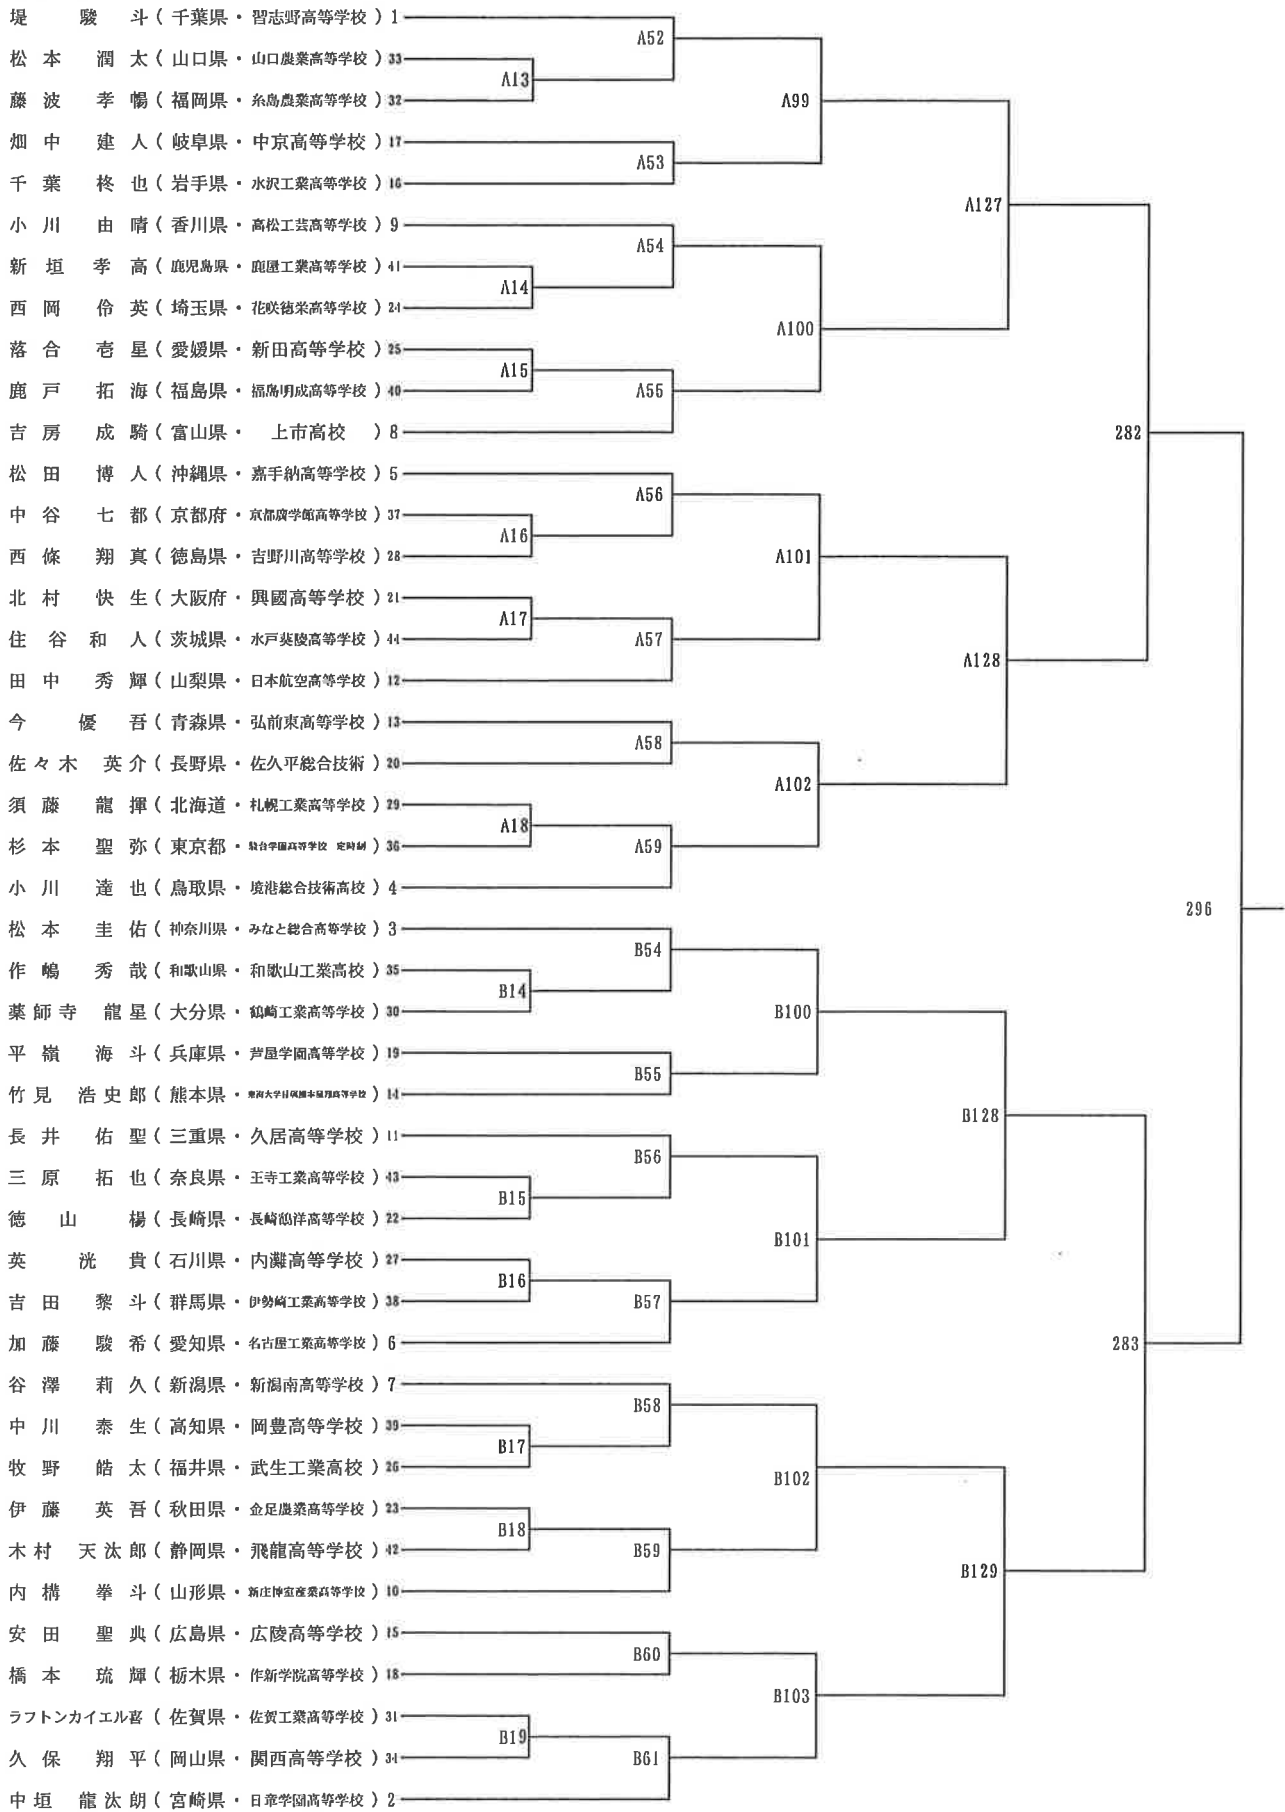 堤 駿 斗 ( 千葉県 ・ 習志野高等学校 ) 1
松 本 潤 太 ( 山口県 ・ 山口農業高等学校 ) 33
藤 波 孝 暢 ( 福岡県 ・ 糸島農業高等学校 ) 32
畑 中 建 人 ( 岐阜県 ・ 中京高等学校 ) 17
千 葉 柊 也 ( 岩手県 ・ 水沢工業高等学校 ) 16
小 川 由 晴 ( 香川県 ・ 高松工芸高等学校 ) 9
新 垣 孝 高 ( 鹿児島県 ・ 鹿屋工業高等学校 ) 41
西 岡 伶 英 ( 埼玉県 ・ 花咲徳栄高等学校 ) 24
落 合 壱 星 ( 愛媛県 ・ 新田高等学校 ) 25
鹿 戸 拓 海 ( 福島県 ・ 福島明成高等学校 ) 40
吉 房 成 騎 ( 富山県 ・ 上市高校 ) 8
松 田 博 人 ( 沖縄県 ・ 嘉手納高等学校 ) 5
中 谷 七 都 ( 京都府 ・ 京都廣学館高等学校 ) 37
西 條 翔 真 ( 徳島県 ・ 吉野川高等学校 ) 28
北 村 快 生 ( 大阪府 ・ 興國高等学校 ) 21
住 谷 和 人 ( 茨城県 ・ 水戸葵陵高等学校 ) 44
田 中 秀 輝 ( 山梨県 ・ 日本航空高等学校 ) 12
今 優 吾 ( 青森県 ・ 弘前東高等学校 ) 13
佐々木 英介 ( 長野県 ・ 佐久平総合技術 ) 20
須 藤 龍 揮 ( 北海道 ・ 札幌工業高等学校 ) 29
杉 本 聖 弥 ( 東京都 ・ 駿台学園高等学校 定時制 ) 36
小 川 達 也 ( 鳥取県 ・ 境港総合技術高校 ) 4
松 本 圭 佑 ( 神奈川県 ・ みなと総合高等学校 ) 3
作 嶋 秀 哉 ( 和歌山県 ・ 和歌山工業高校 ) 35
薬師寺 龍星 ( 大分県 ・ 鶴崎工業高等学校 ) 30
平 嶺 海 斗 ( 兵庫県 ・ 芦屋学園高等学校 ) 19
竹見 浩史郎 ( 熊本県 ・ ) 14
長 井 佑 聖 ( 三重県 ・ 久居高等学校 ) 11
三 原 拓 也 ( 奈良県 ・ 王寺工業高等学校 ) 43
徳 山 楊 ( 長崎県 ・ 長崎鶴洋高等学校 ) 22
英 洸 貴 ( 石川県 ・ 内灘高等学校 ) 27
吉 田 黎 斗 ( 群馬県 ・ 伊勢崎工業高等学校 ) 38
加 藤 駿 希 ( 愛知県 ・ 名古屋工業高等学校 ) 6
谷 澤 莉 久 ( 新潟県 ・ 新潟南高等学校 ) 7
中 川 泰 生 ( 高知県 ・ 岡豊高等学校 ) 39
牧 野 皓 太 ( 福井県 ・ 武生工業高校 ) 26
伊 藤 英 吾 ( 秋田県 ・ 金足農業高等学校 ) 23
木村 天汰郎 ( 静岡県 ・ 飛龍高等学校 ) 42
内 構 拳 斗 ( 山形県 ・ 新庄神室産業高等学校 ) 10
安 田 聖 典 ( 広島県 ・ 広陵高等学校 ) 15
橋 本 琉 輝 ( 栃木県 ・ 作新学院高等学校 ) 18
ラフトンカイエル喜 ( 佐賀県 ・ 佐賀工業高等学校 ) 31
久 保 翔 平 ( 岡山県 ・ 関西高等学校 ) 34
中垣 龍汰朗 ( 宮崎県 ・ 日章学園高等学校 ) 2
A13
A14
A15
A16
A17
A18
B14
B15
B16
B17
B18
B19
A52
A53
A54
A55
A56
A57
A58
A59
B54
B55
B56
B57
B58
B59
B60
B61
A99
A100
A101
A102
B100
B101
B102
B103
A127
A128
B128
B129
282
283
296